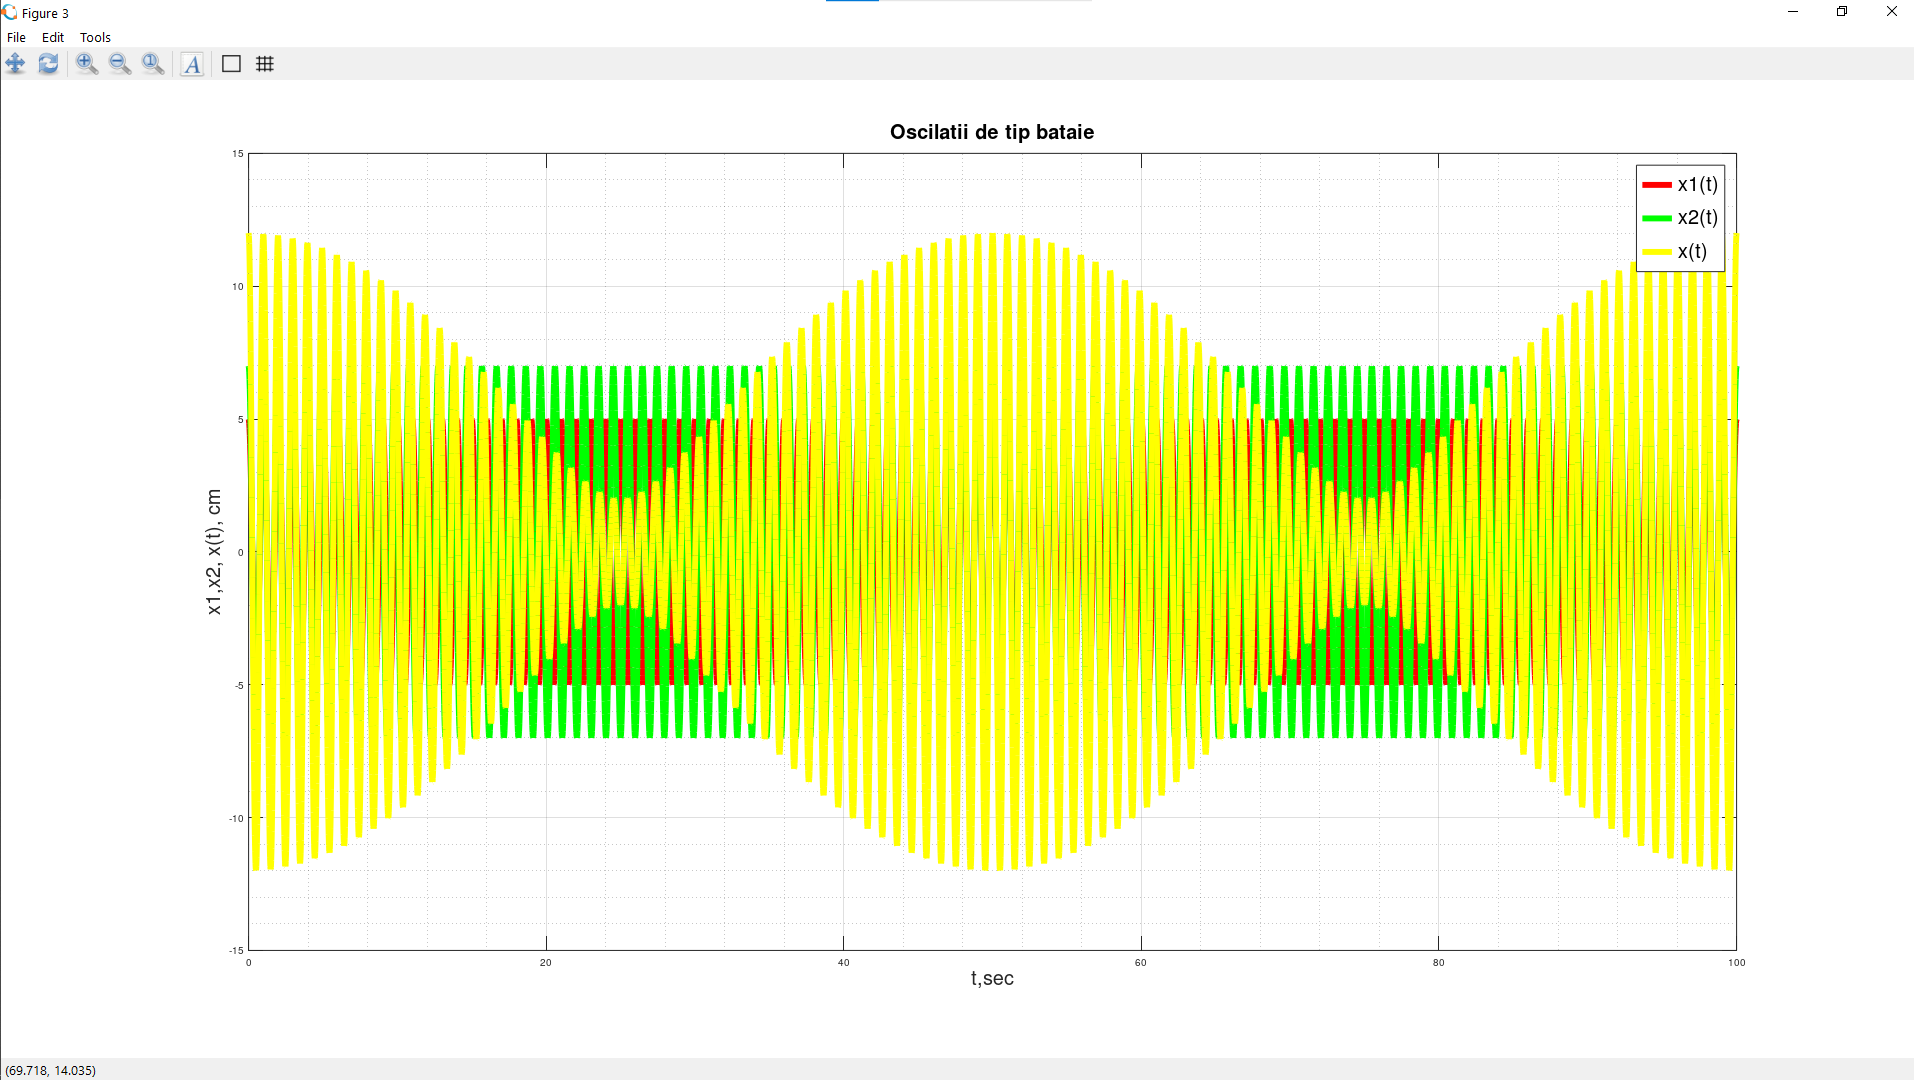 Figure 3
File Edit Tools
A
Oscilatii de tip bataie
15
10
5
0
-5
-10
-15
x1,x2, x(t), cm
x1(t)
x2(t)
x(t)
0 20 40 60 80 100
t,sec
(69.718, 14.035)